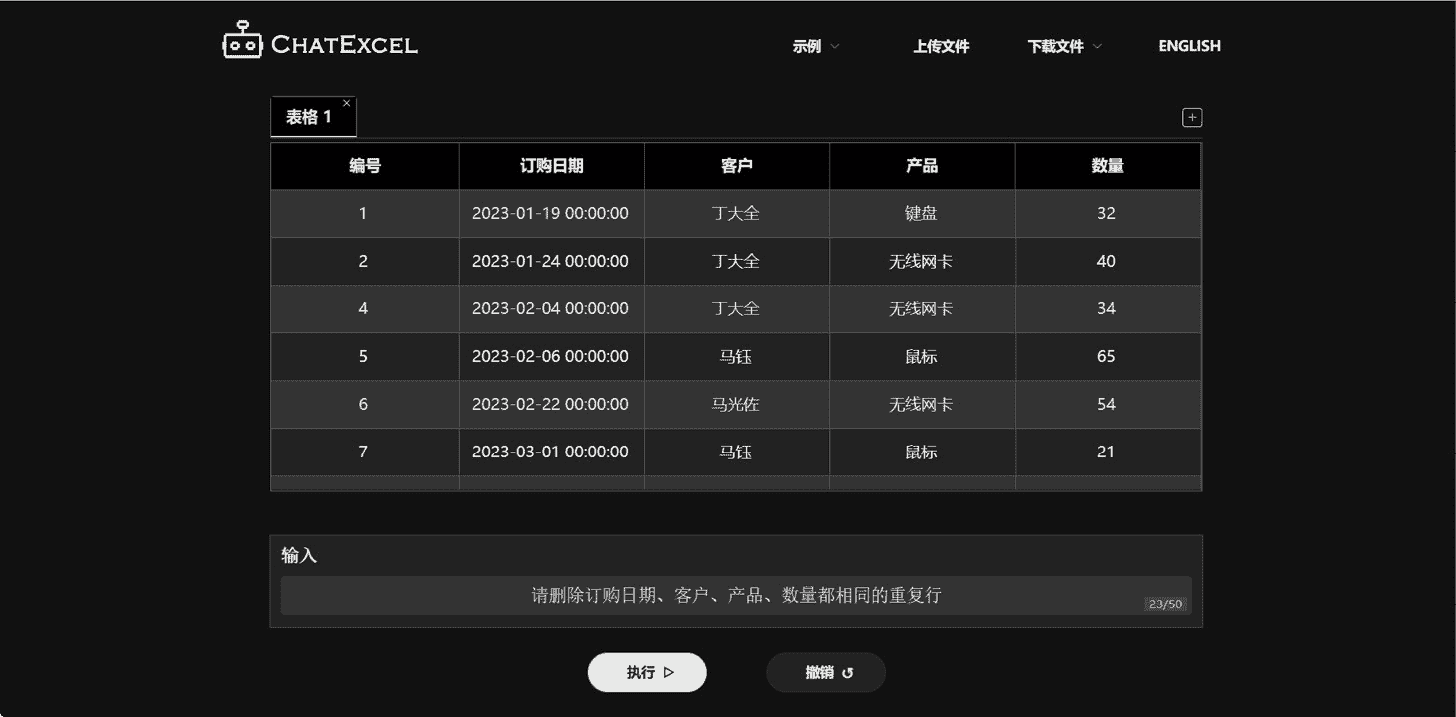 CHATEXCEL 示例 上传文件 下载文件 ENGLISH
表格 1
编号 订购日期 客户 产品 数量
1 2023-01-19 00:00:00 丁大全 键盘 32
2 2023-01-24 00:00:00 丁大全 无线网卡 40
4 2023-02-04 00:00:00 丁大全 无线网卡 34
5 2023-02-06 00:00:00 马钰 鼠标 65
6 2023-02-22 00:00:00 马光佐 无线网卡 54
7 2023-03-01 00:00:00 马钰 鼠标 21
输入
请删除订购日期、客户、产品、数量都相同的重复行
23/50
执行 撤销